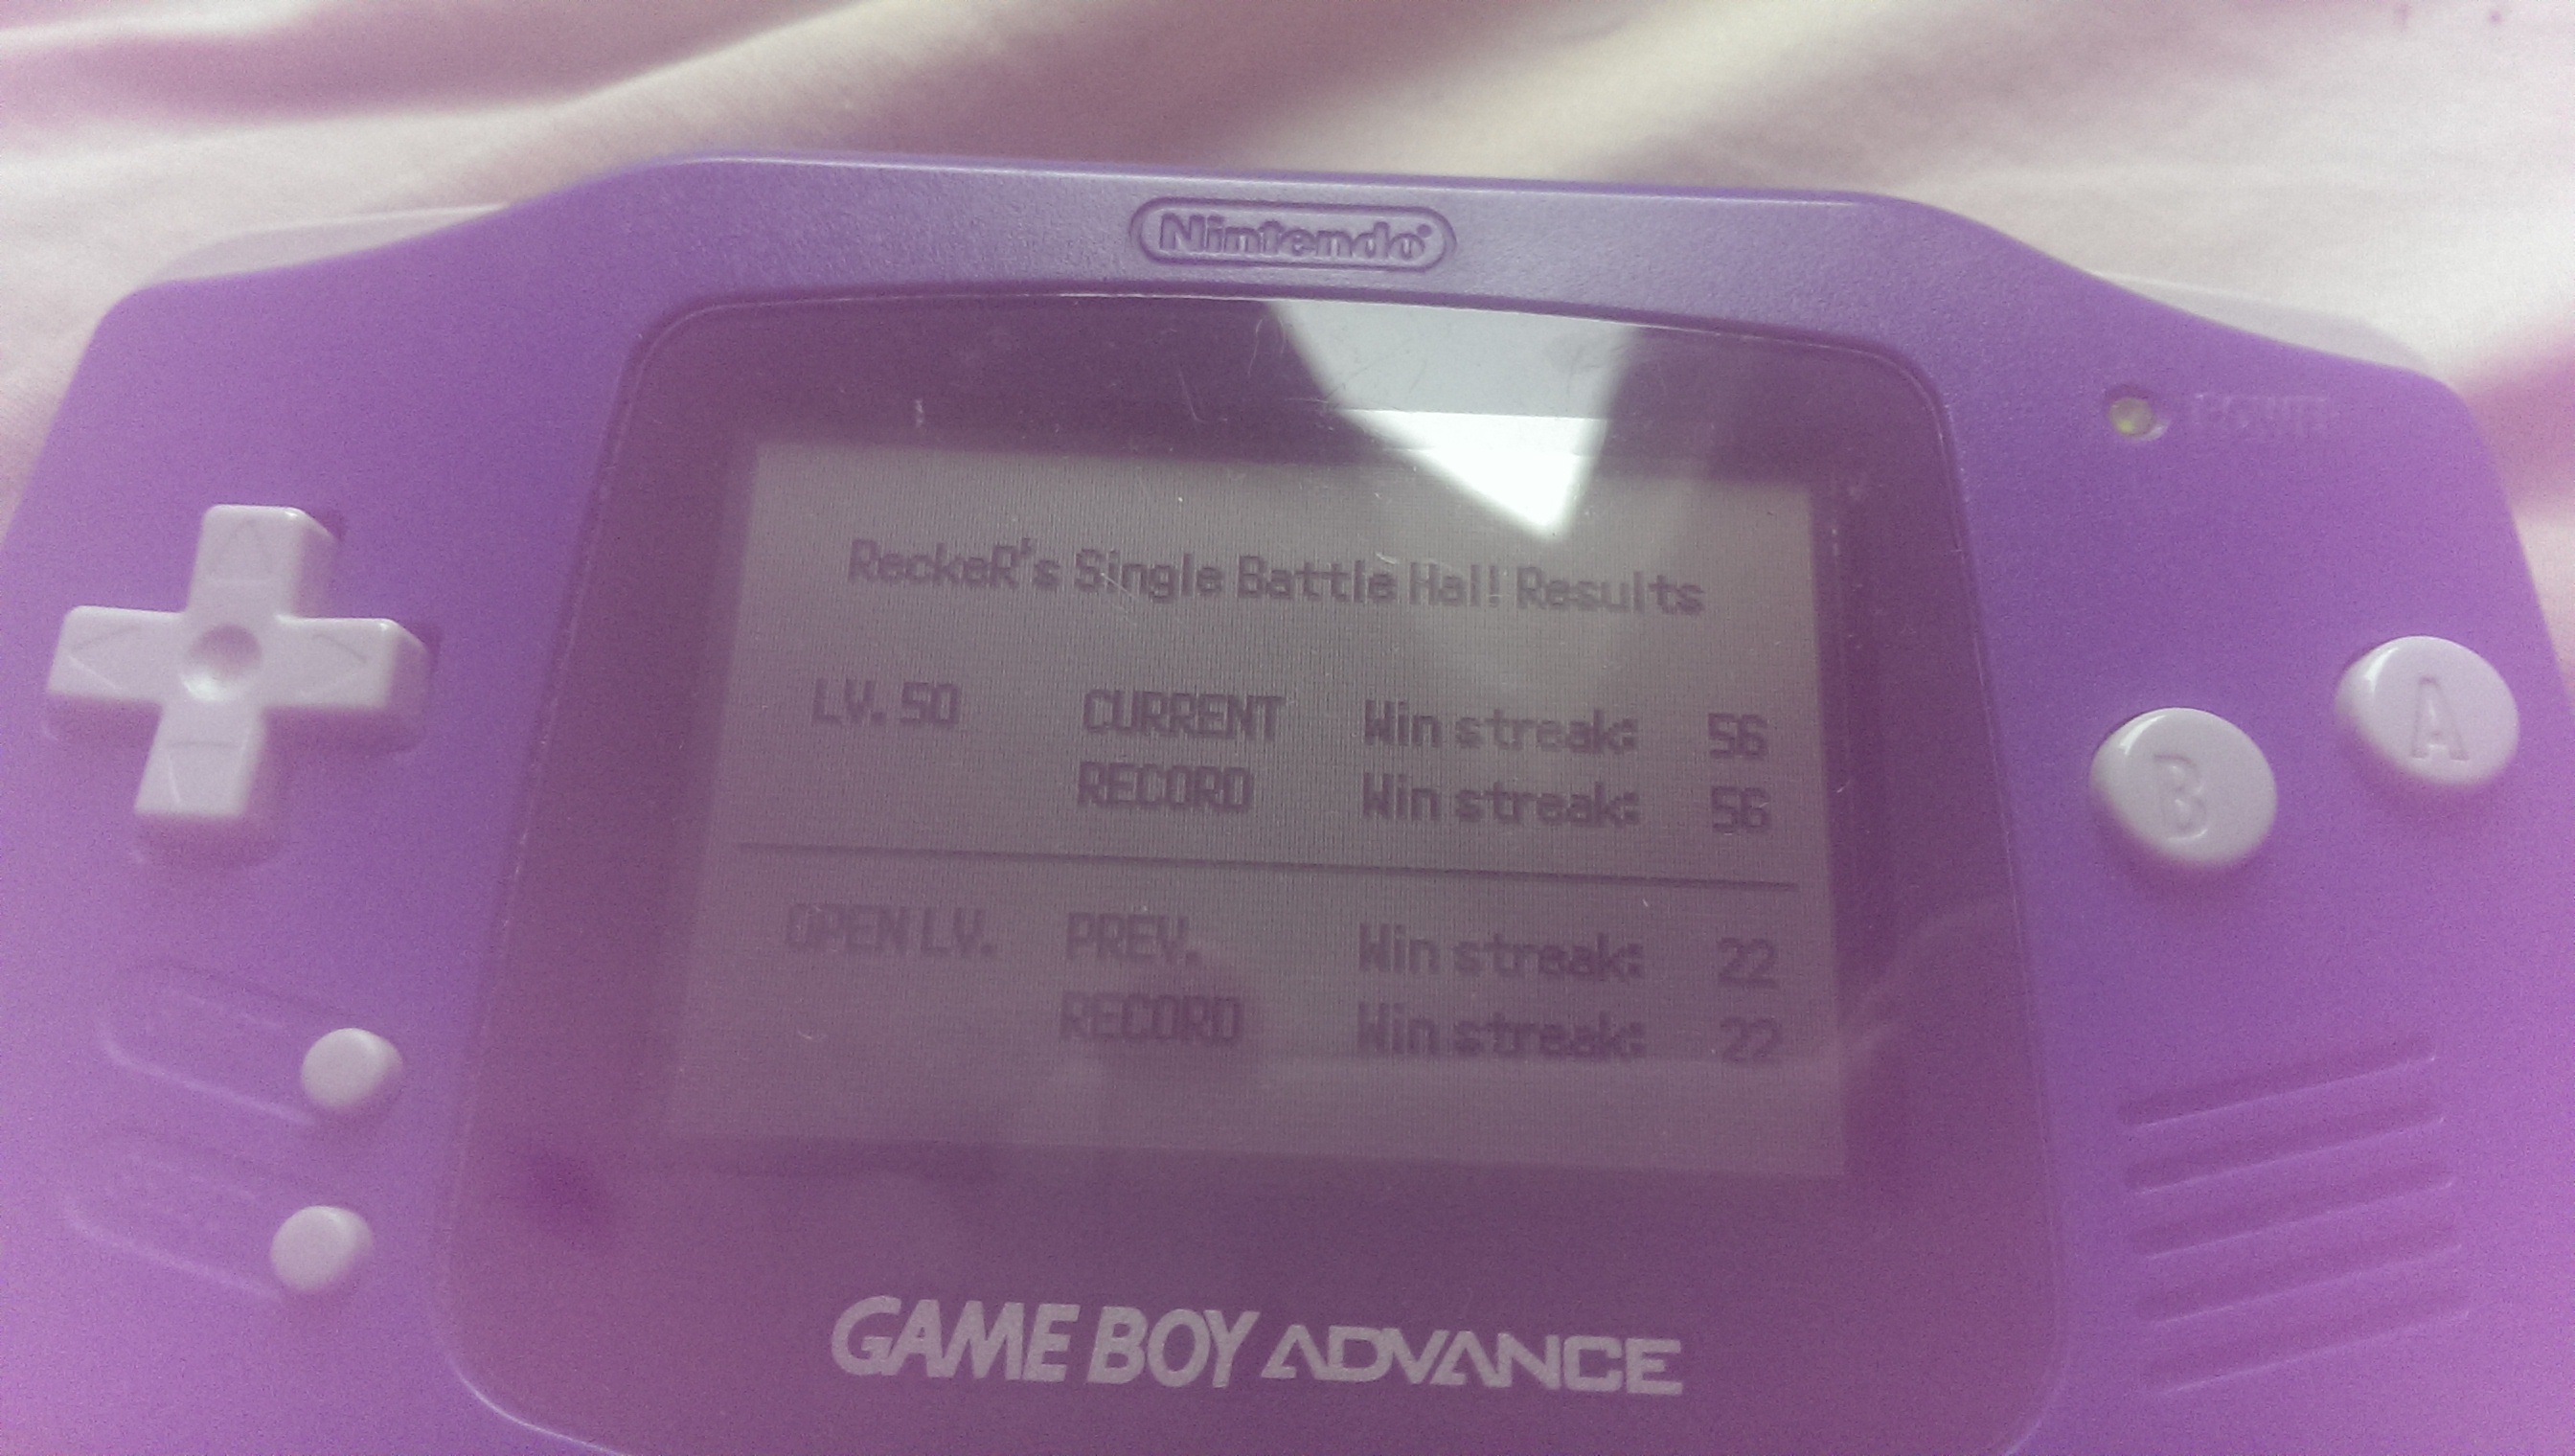 Nintendo®
POWER
ReckeR's Single Battle Hall Results
LV. 50 CURRENT Win streak: 56
RECORD Win streak: 56
OPEN LV. PREV. Win streak: 22
RECORD Win streak: 22
A
B
GAME BOY ADVANCE